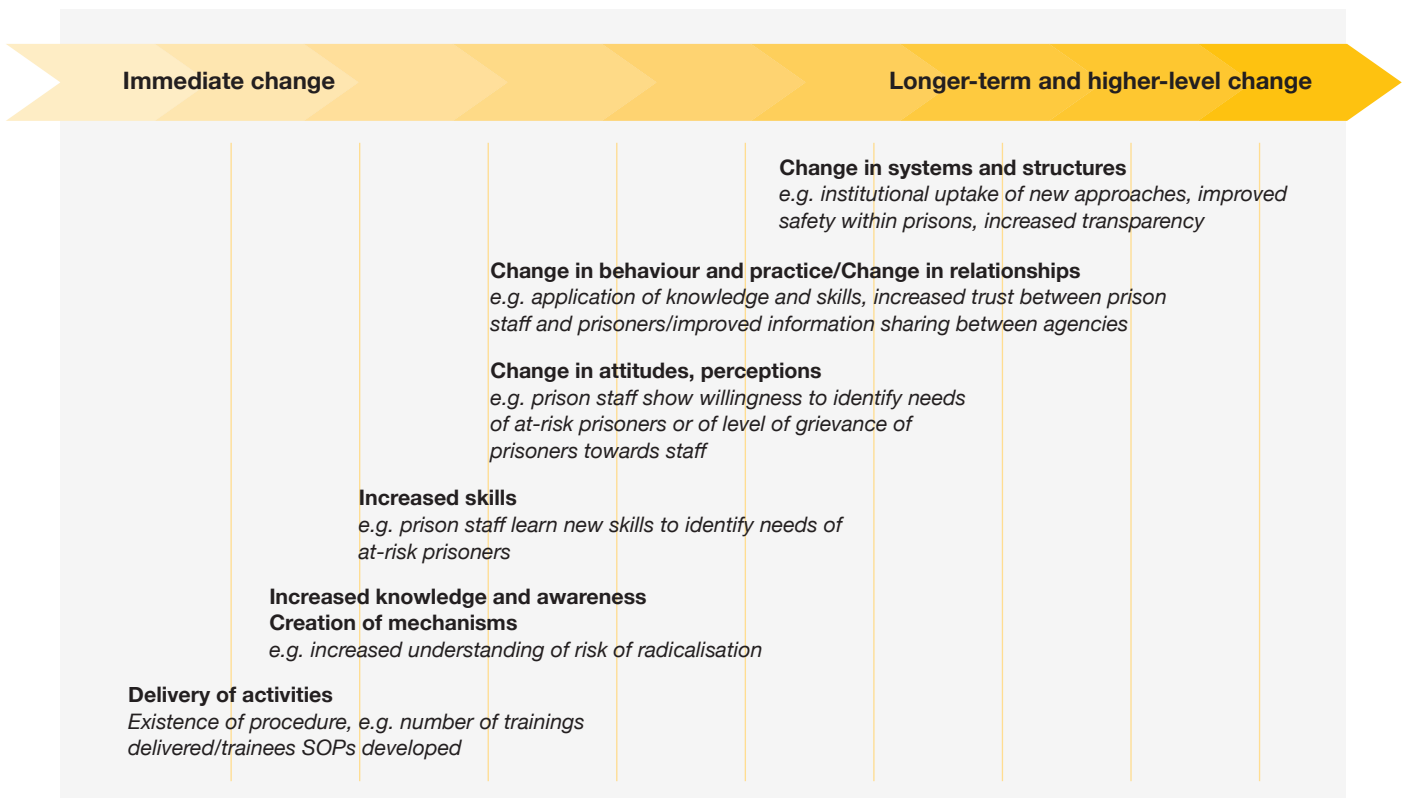 Immediate change
Longer-term and higher-level change
Change in systems and structures
e.g. institutional uptake of new approaches, improved
safety within prisons, increased transparency
Change in behaviour and practice/Change in relationships
e.g. application of knowledge and skills, increased trust between prison
staff and prisoners/improved information sharing between agencies
Change in attitudes, perceptions
e.g. prison staff show willingness to identify needs
of at-risk prisoners or of level of grievance of
prisoners towards staff
Increased skills
e.g. prison staff learn new skills to identify needs of
at-risk prisoners
Increased knowledge and awareness
Creation of mechanisms
e.g. increased understanding of risk of radicalisation
Delivery of activities
Existence of procedure, e.g. number of trainings
delivered/trainees SOPs developed